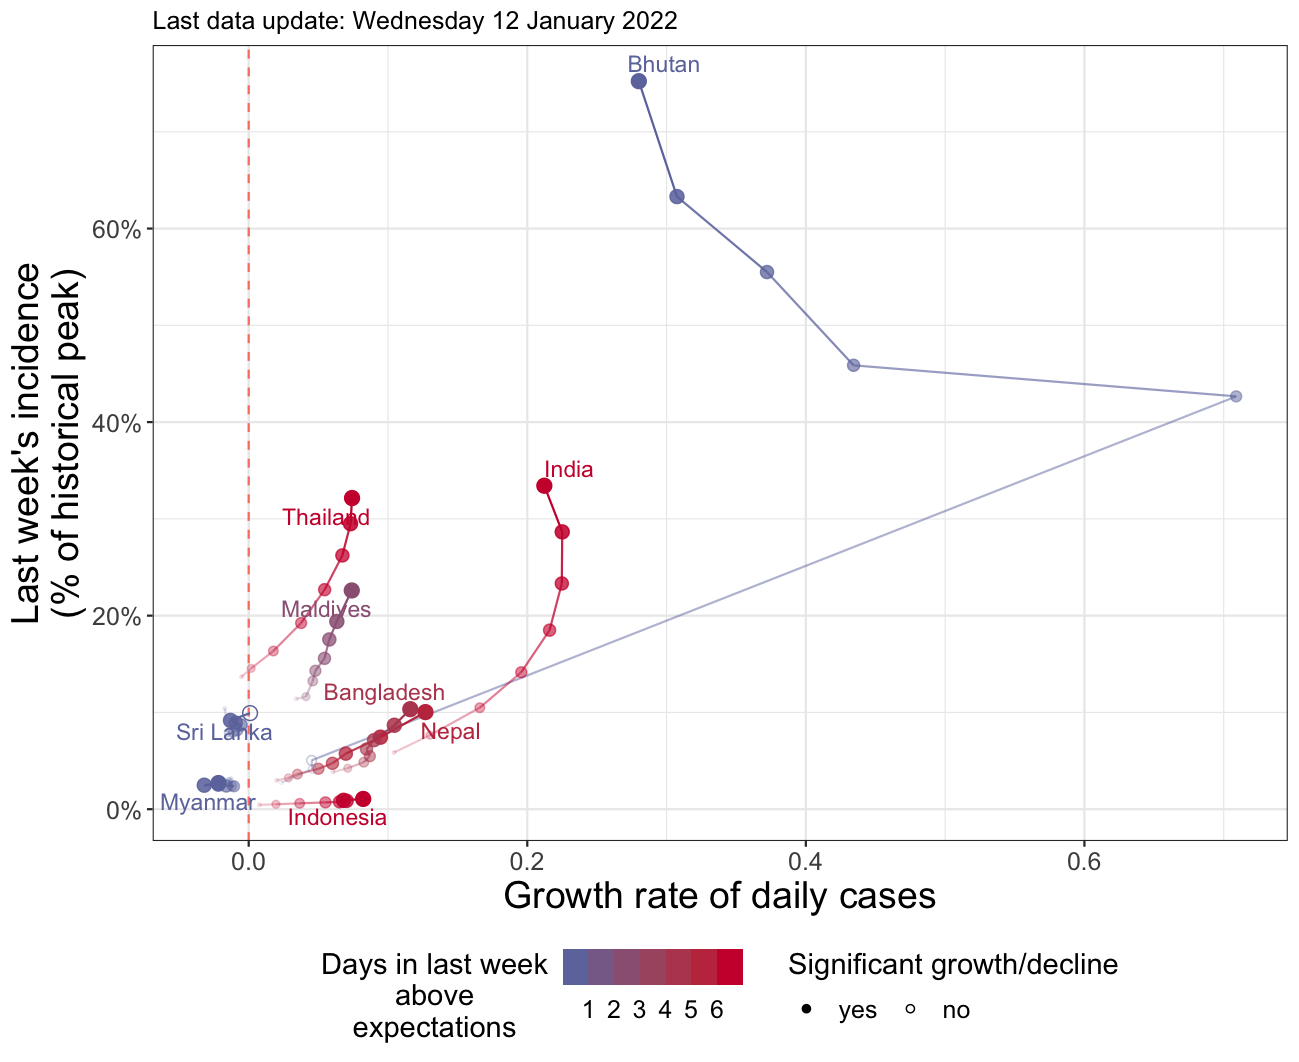 Last data update: Wednesday 12 January 2022
Bhutan
60%
40%
India
Thailand
20%
Maldives
Bangladesh
Sri Lanka
Nepal
Myanmar
0%
Indonesia
Last week's incidence
(% of historical peak)
0.0
0.2
0.4
0.6
Growth rate of daily cases
Days in last week
above
expectations
1 2 3 4 5 6
Significant growth/decline
yes
no